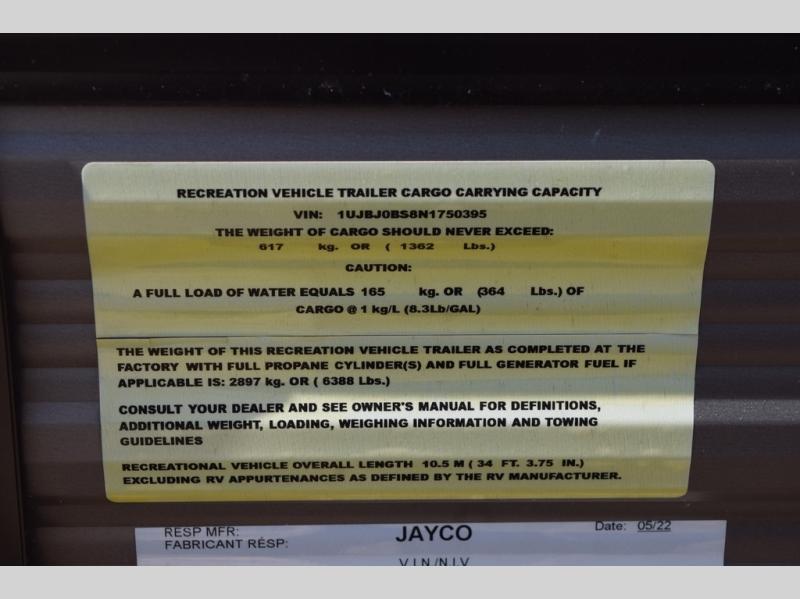 RECREATION VEHICLE TRAILER CARGO CARRYING CAPACITY
VIN: 1UJBJ0BS8N1750395
THE WEIGHT OF CARGO SHOULD NEVER EXCEED:
617 kg. OR ( 1362 Lbs.)
CAUTION:
A FULL LOAD OF WATER EQUALS 165 kg. OR (364 Lbs.) OF
CARGO @ 1 kg/L (8.3Lb/GAL)
THE WEIGHT OF THIS RECREATION VEHICLE TRAILER AS COMPLETED AT THE
FACTORY WITH FULL PROPANE CYLINDER(S) AND FULL GENERATOR FUEL IF
APPLICABLE IS: 2897 kg. OR ( 6388 Lbs.)
CONSULT YOUR DEALER AND SEE OWNER'S MANUAL FOR DEFINITIONS,
ADDITIONAL WEIGHT, LOADING, WEIGHING INFORMATION AND TOWING
GUIDELINES
RECREATIONAL VEHICLE OVERALL LENGTH 10.5 M ( 34 FT. 3.75 IN.)
EXCLUDING RV APPURTENANCES AS DEFINED BY THE RV MANUFACTURER.
RESP MFR: JAYCO Date: 05/22
FABRICANT RÉSP:
V.I.N./N.I.V.